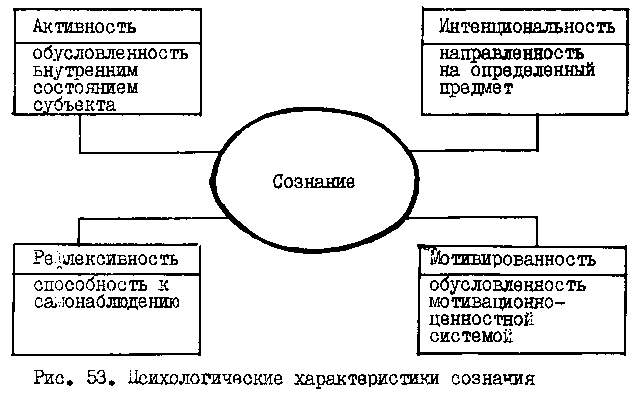 Активность
обусловленность
внутренним
состоянием
субъекта
Интенциональность
направленность
на определенный
предмет
Сознание
Рефлексивность
способность к
самонаблюдению
Мотивированность
обусловленность
мотивационно-
ценностной
системой
Рис. 53. Психологические характеристики сознания